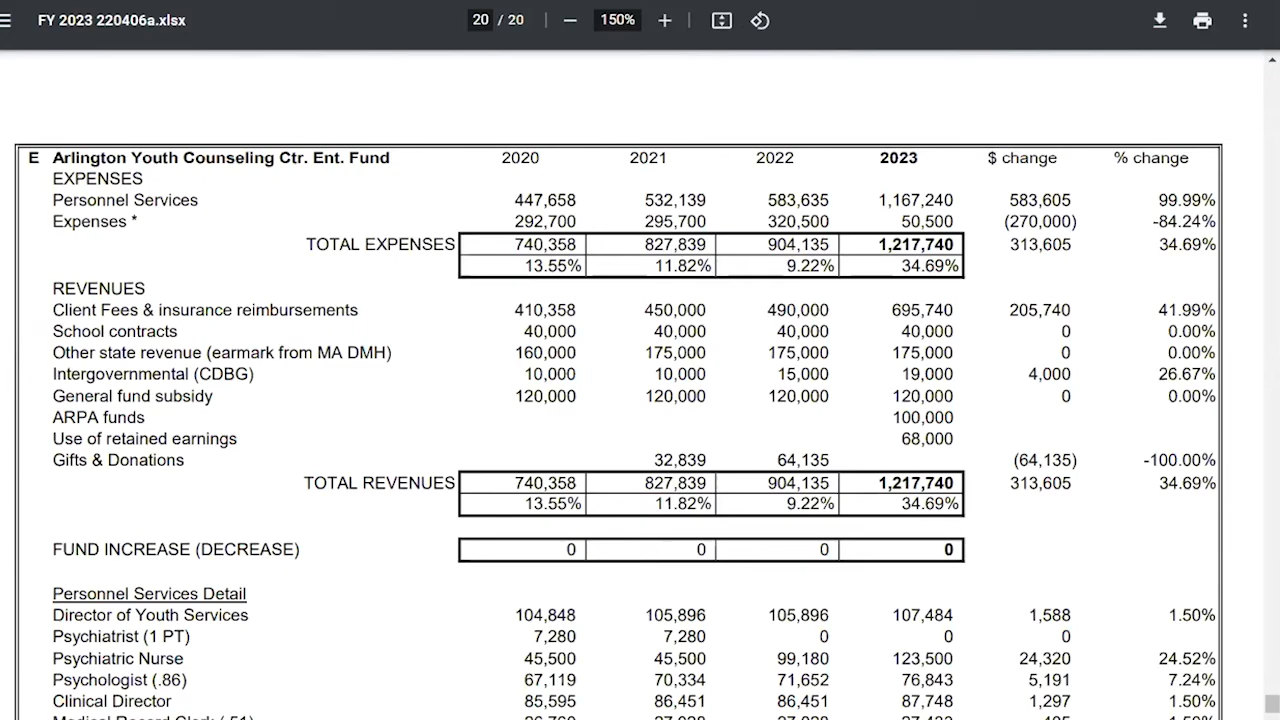 FY 2023 220406a.xlsx 20 / 20 — 150% +
E Arlington Youth Counseling Ctr. Ent. Fund 2020 2021 2022 2023 $ change % change
EXPENSES
Personnel Services 447,658 532,139 583,635 1,167,240 583,605 99.99%
Expenses * 292,700 295,700 320,500 50,500 (270,000) -84.24%
TOTAL EXPENSES 740,358 827,839 904,135 1,217,740 313,605 34.69%
13.55% 11.82% 9.22% 34.69%
REVENUES
Client Fees & insurance reimbursements 410,358 450,000 490,000 695,740 205,740 41.99%
School contracts 40,000 40,000 40,000 40,000 0 0.00%
Other state revenue (earmark from MA DMH) 160,000 175,000 175,000 175,000 0 0.00%
Intergovernmental (CDBG) 10,000 10,000 15,000 19,000 4,000 26.67%
General fund subsidy 120,000 120,000 120,000 120,000 0 0.00%
ARPA funds 100,000
Use of retained earnings 68,000
Gifts & Donations 32,839 64,135 (64,135) -100.00%
TOTAL REVENUES 740,358 827,839 904,135 1,217,740 313,605 34.69%
13.55% 11.82% 9.22% 34.69%
FUND INCREASE (DECREASE) 0 0 0 0
Personnel Services Detail
Director of Youth Services 104,848 105,896 105,896 107,484 1,588 1.50%
Psychiatrist (1 PT) 7,280 7,280 0 0 0
Psychiatric Nurse 45,500 45,500 99,180 123,500 24,320 24.52%
Psychologist (.86) 67,119 70,334 71,652 76,843 5,191 7.24%
Clinical Director 85,595 86,451 86,451 87,748 1,297 1.50%